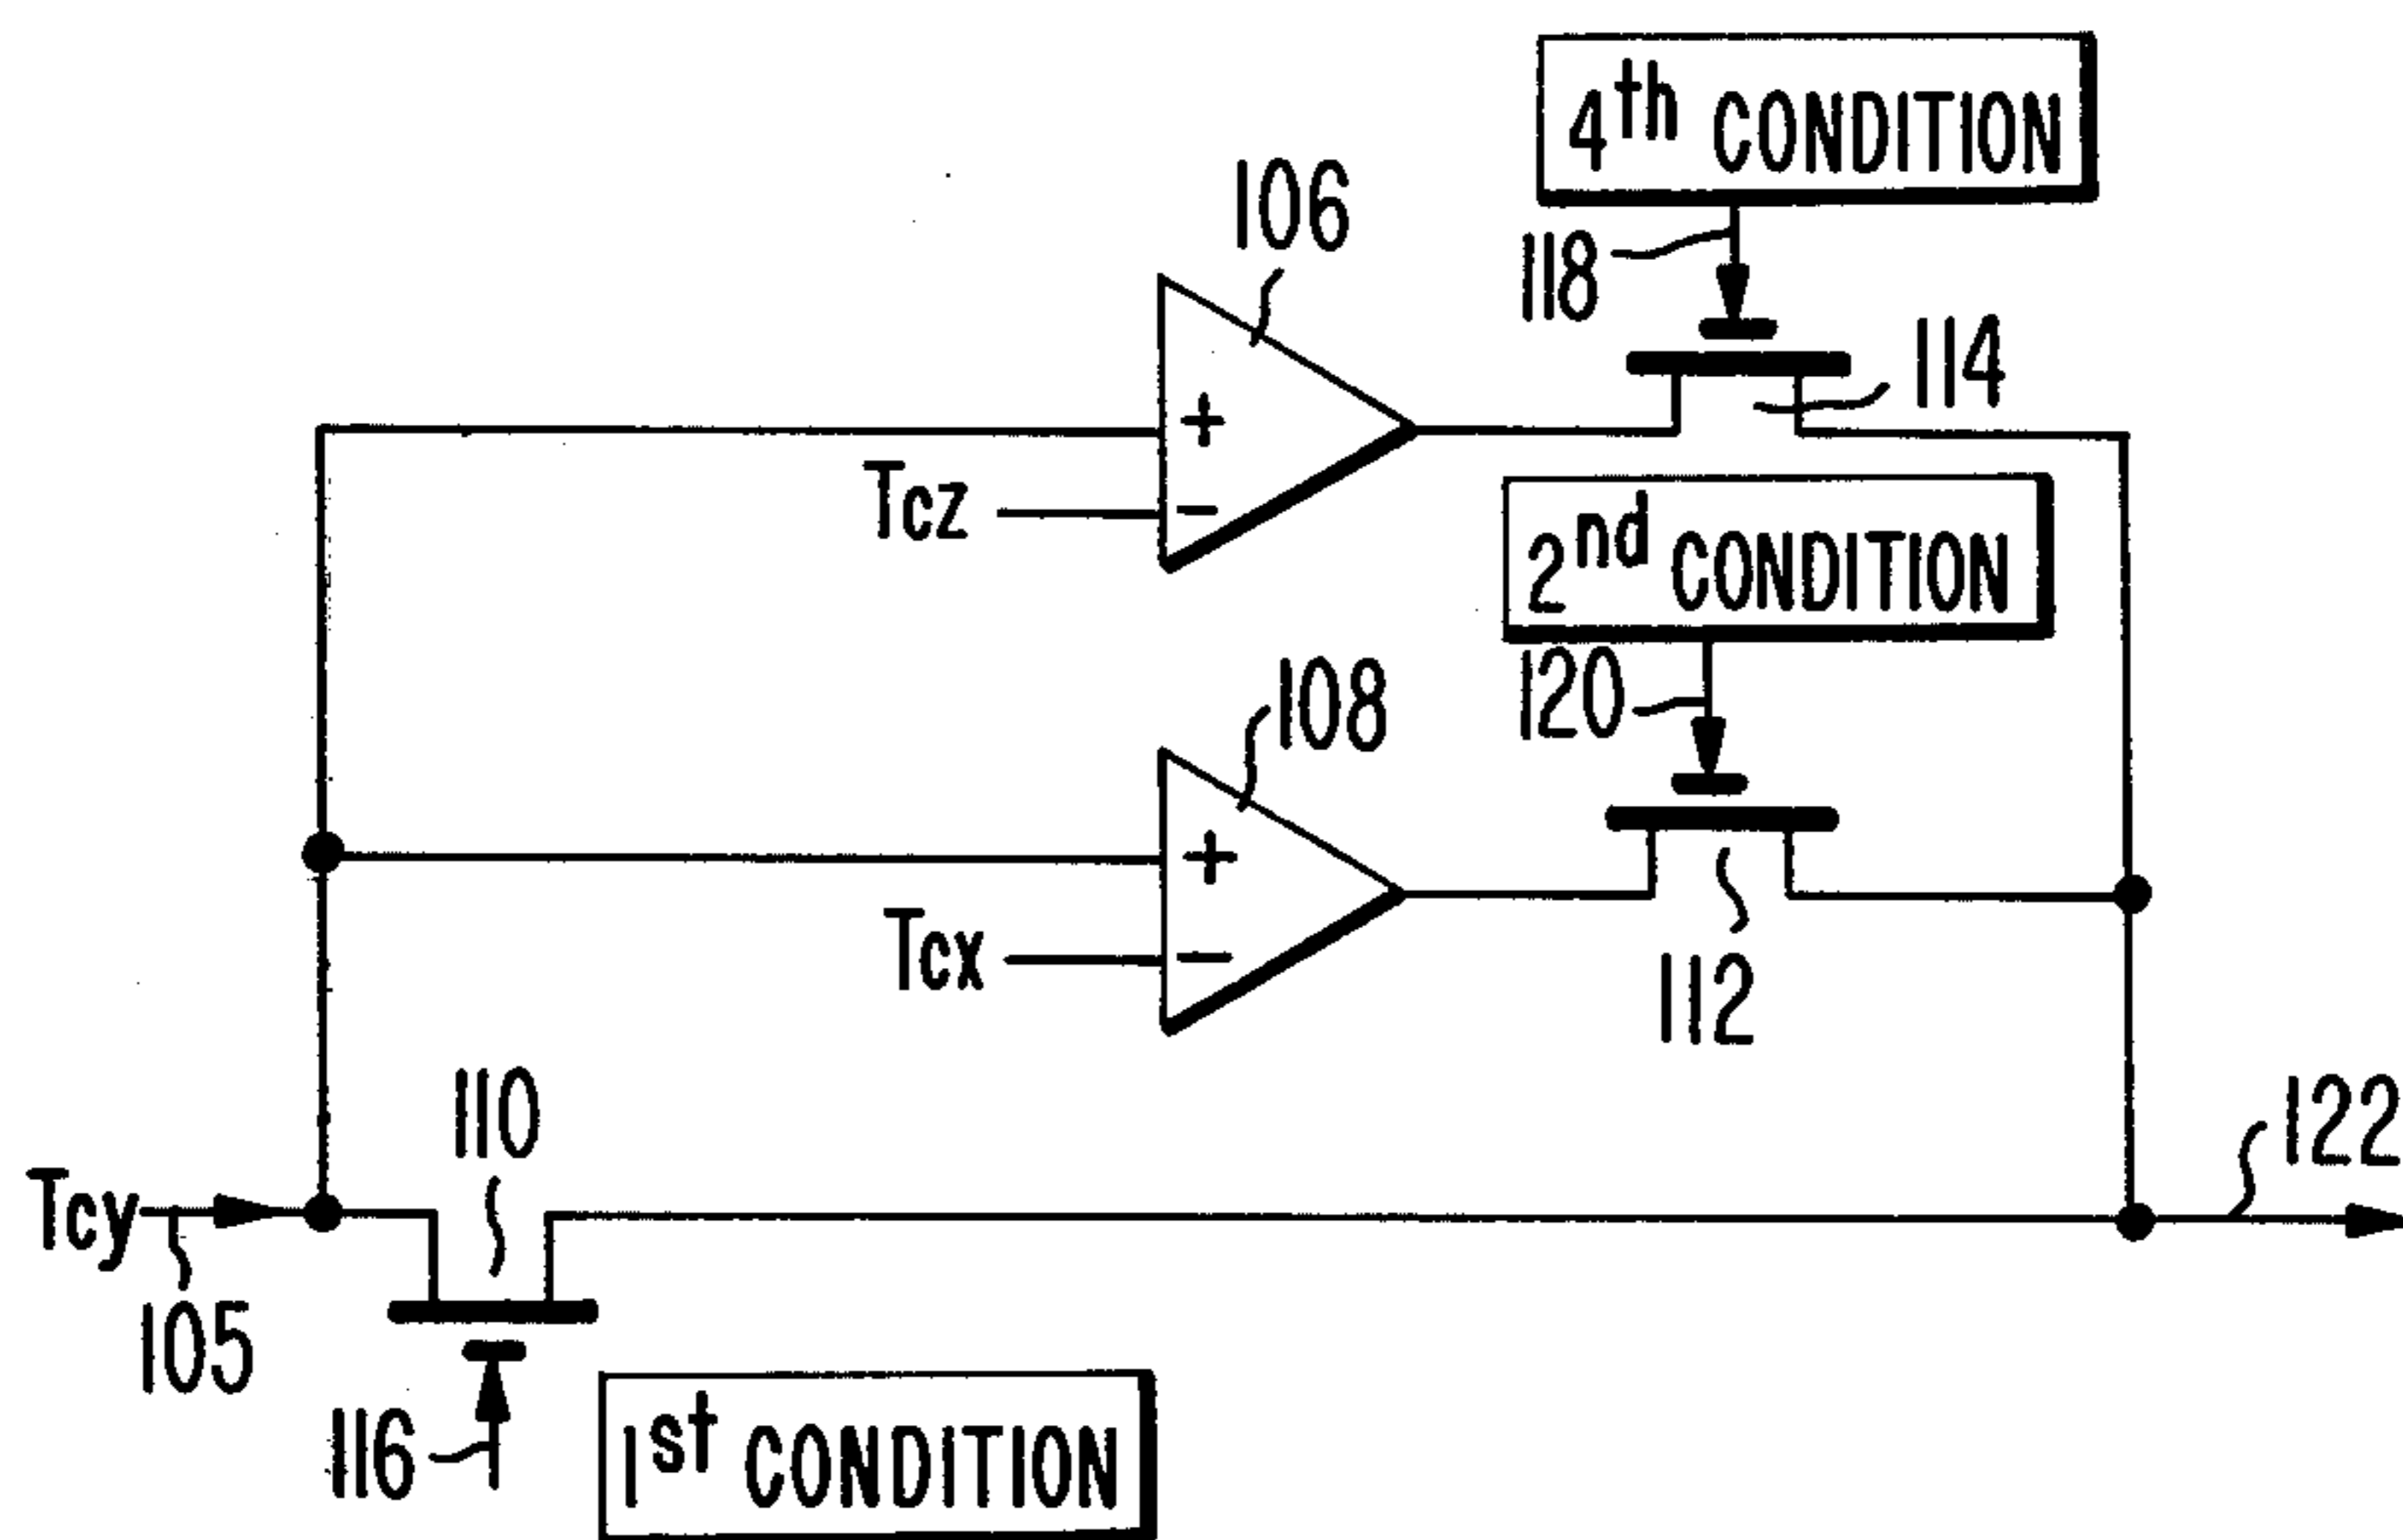 4th CONDITION
106
118
114
+
Tcz
-
2nd CONDITION
120
108
+
Tcx
-
112
110
122
Tcy
105
116
1st CONDITION